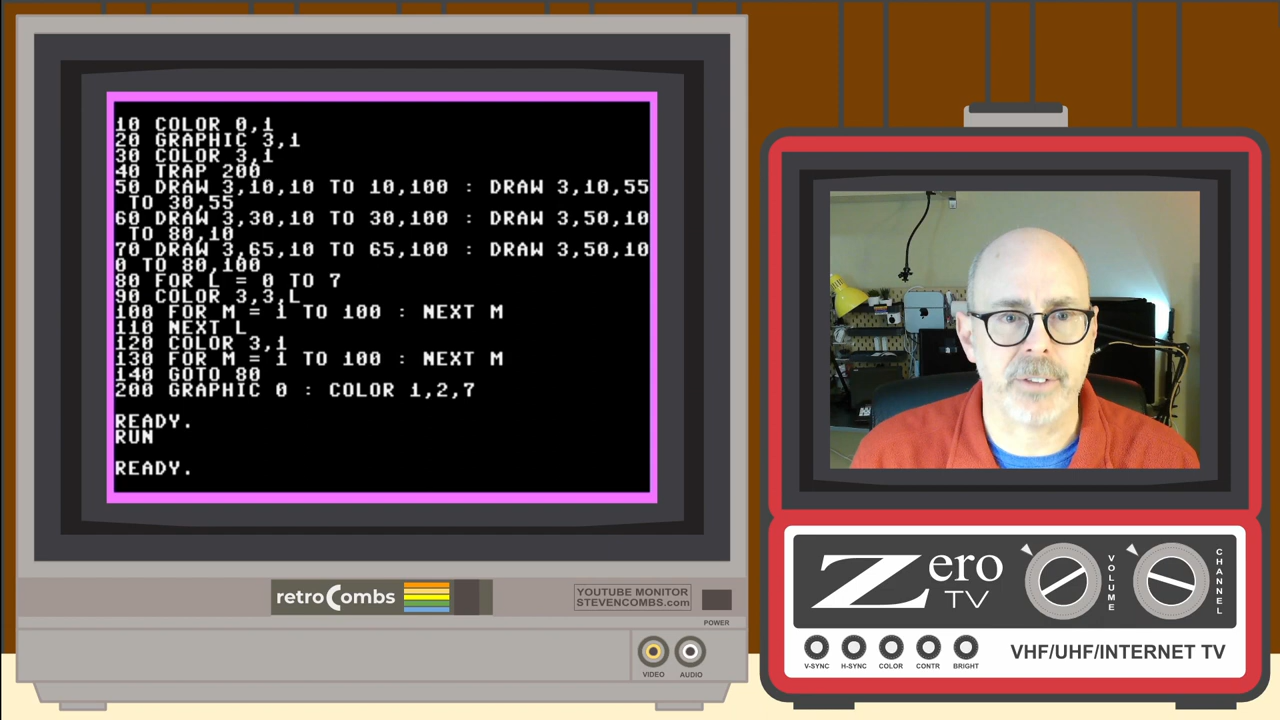 10 COLOR 0,1
20 GRAPHIC 3,1
30 COLOR 3,1
40 TRAP 200
50 DRAW 3,10,10 TO 10,100 : DRAW 3,10,55
TO 30,55
60 DRAW 3,30,10 TO 30,100 : DRAW 3,50,10
TO 80,10
70 DRAW 3,65,10 TO 65,100 : DRAW 3,50,10
0 TO 80,100
80 FOR L = 0 TO 7
90 COLOR 3,3,L
100 FOR M = 1 TO 100 : NEXT M
110 NEXT L
120 COLOR 3,1
130 FOR M = 1 TO 100 : NEXT M
140 GOTO 80
200 GRAPHIC 0 : COLOR 1,2,7
READY.
RUN
READY.
retroCombs
YOUTUBE MONITOR
STEVENCOMBS.com
POWER
VIDEO
AUDIO
Zero
TV
VOLUME
CHANNEL
V-SYNC
H-SYNC
COLOR
CONTR
BRIGHT
VHF/UHF/INTERNET TV